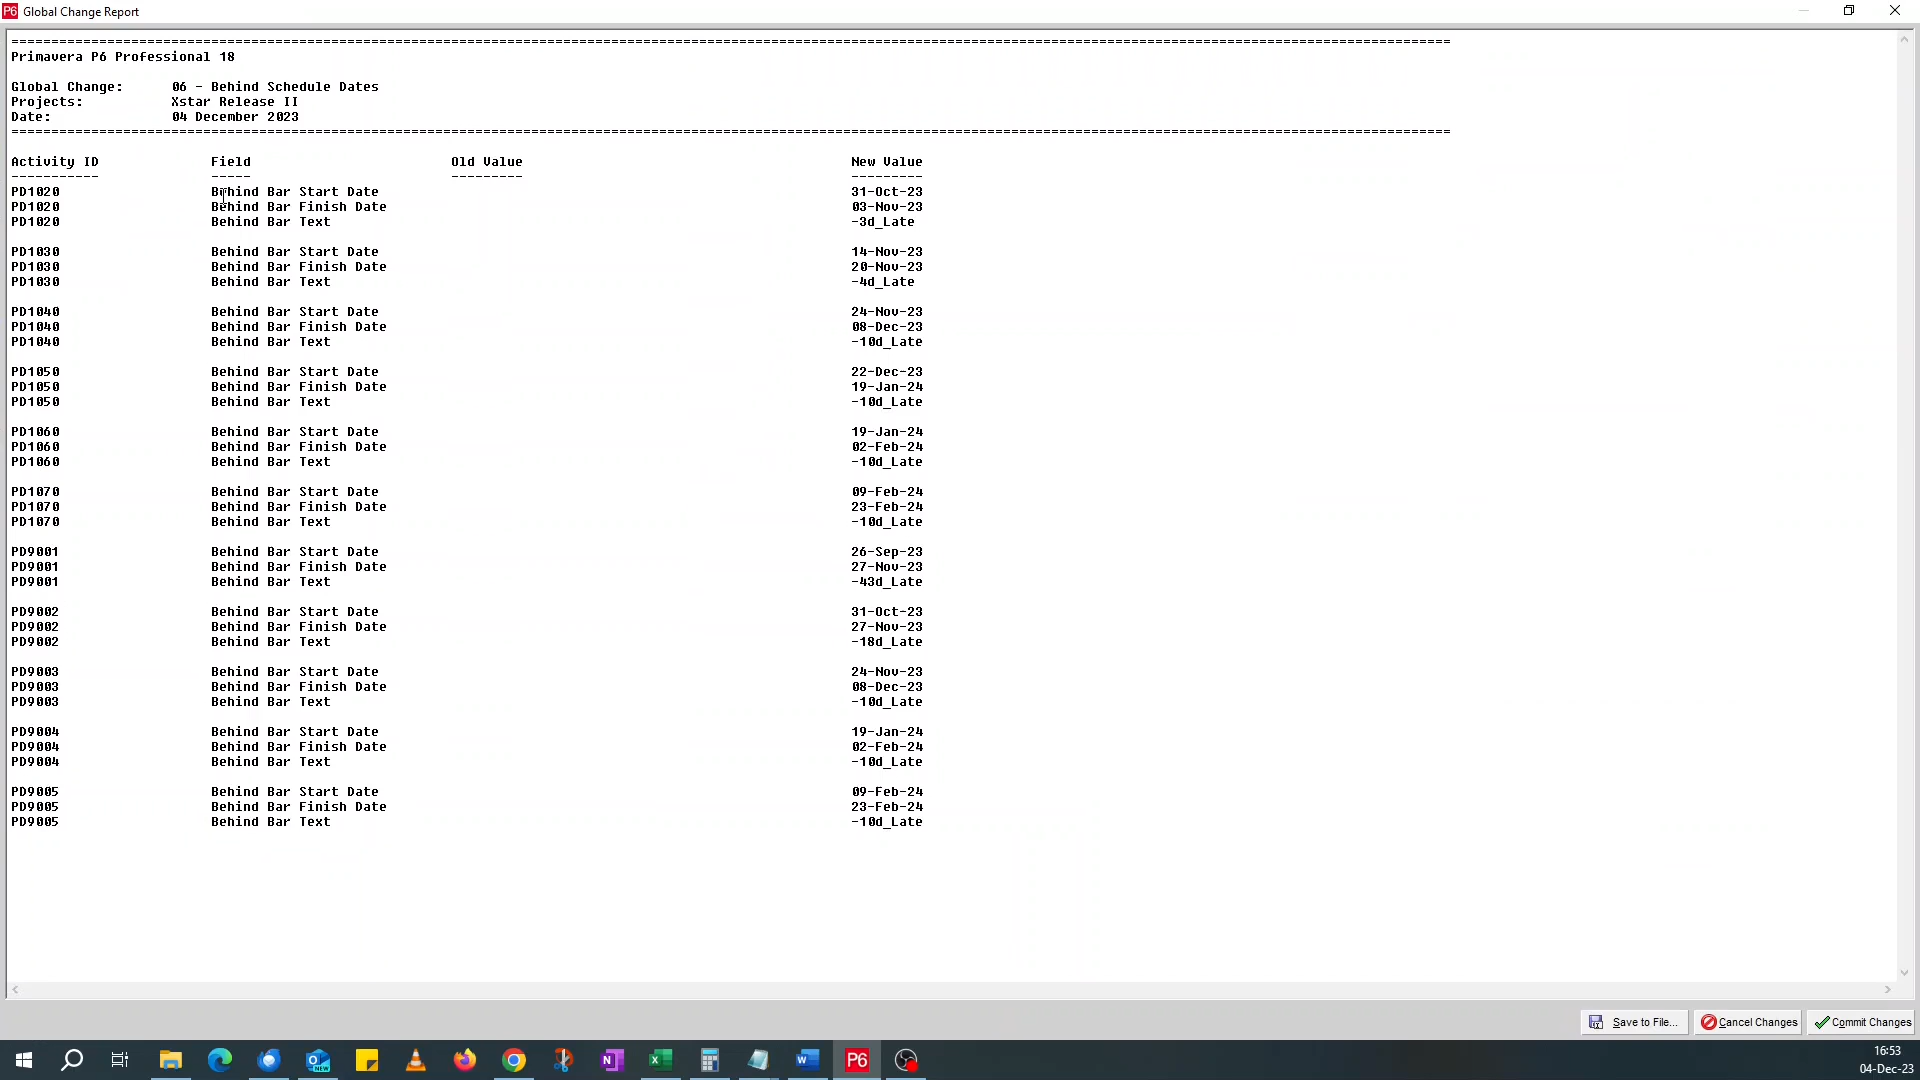 P6 Global Change Report
================================================================================
Primavera P6 Professional 18
Global Change: 06 - Behind Schedule Dates
Projects: Xstar Release II
Date: 04 December 2023
================================================================================
Activity ID Field Old Value New Value
----------- ----- --------- ---------
PD1020 Behind Bar Start Date 31-Oct-23
PD1020 Behind Bar Finish Date 03-Nov-23
PD1020 Behind Bar Text -3d_Late
PD1030 Behind Bar Start Date 14-Nov-23
PD1030 Behind Bar Finish Date 20-Nov-23
PD1030 Behind Bar Text -4d_Late
PD1040 Behind Bar Start Date 24-Nov-23
PD1040 Behind Bar Finish Date 08-Dec-23
PD1040 Behind Bar Text -10d_Late
PD1050 Behind Bar Start Date 22-Dec-23
PD1050 Behind Bar Finish Date 19-Jan-24
PD1050 Behind Bar Text -10d_Late
PD1060 Behind Bar Start Date 19-Jan-24
PD1060 Behind Bar Finish Date 02-Feb-24
PD1060 Behind Bar Text -10d_Late
PD1070 Behind Bar Start Date 09-Feb-24
PD1070 Behind Bar Finish Date 23-Feb-24
PD1070 Behind Bar Text -10d_Late
PD9001 Behind Bar Start Date 26-Sep-23
PD9001 Behind Bar Finish Date 27-Nov-23
PD9001 Behind Bar Text -43d_Late
PD9002 Behind Bar Start Date 31-Oct-23
PD9002 Behind Bar Finish Date 27-Nov-23
PD9002 Behind Bar Text -18d_Late
PD9003 Behind Bar Start Date 24-Nov-23
PD9003 Behind Bar Finish Date 08-Dec-23
PD9003 Behind Bar Text -10d_Late
PD9004 Behind Bar Start Date 19-Jan-24
PD9004 Behind Bar Finish Date 02-Feb-24
PD9004 Behind Bar Text -10d_Late
PD9005 Behind Bar Start Date 09-Feb-24
PD9005 Behind Bar Finish Date 23-Feb-24
PD9005 Behind Bar Text -10d_Late
Save to File... Cancel Changes Commit Changes
NEW N X W P6
16:53
04-Dec-23